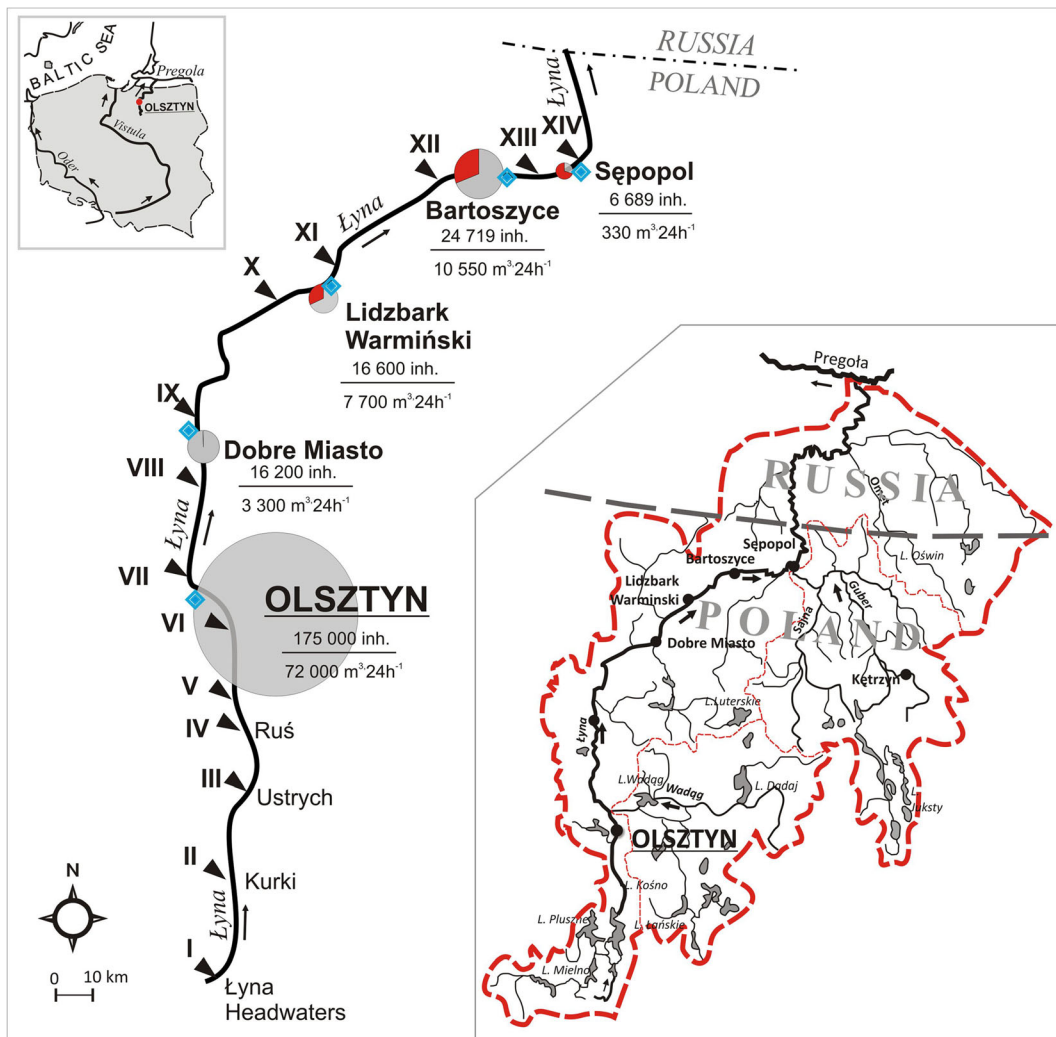 BALTIC SEA
Pregola
OLSZTYN
Vistula
Oder
RUSSIA
POLAND
Łyna
XIV
XIII
XII
Sępopol
6 689 inh.
330 m³·24h⁻¹
Bartoszyce
24 719 inh.
10 550 m³·24h⁻¹
Łyna
XI
X
Lidzbark
Warmiński
16 600 inh.
7 700 m³·24h⁻¹
IX
Dobre Miasto
16 200 inh.
3 300 m³·24h⁻¹
VIII
Łyna
VII
OLSZTYN
175 000 inh.
72 000 m³·24h⁻¹
VI
V
IV
Ruś
III
Ustrych
II
Kurki
Łyna
I
Łyna
Headwaters
N
0 10 km
Pregoła
RUSSIA
Omet
Sępopol
L. Oświn
Bartoszyce
Lidzbark
Warminski
Guber
POLAND
Sajna
Dobre Miasto
Kętrzyn
L.Luterskie
Łyna
L.Wadąg
Wadąg
L. Dadaj
L.
Juksty
OLSZTYN
L. Kośno
L. Pluszne
L. Łańskie
L. Mielno